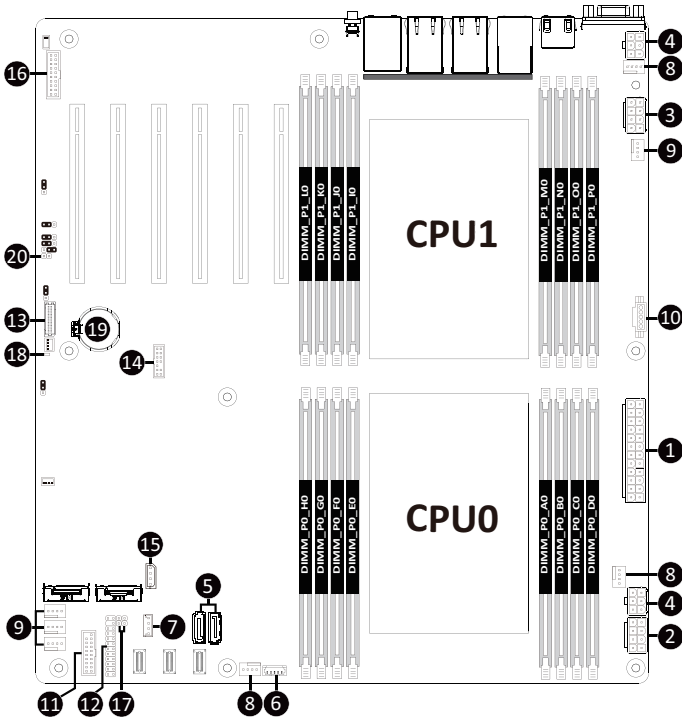 4
16
8
3
9
DIMM_P1_L0
DIMM_P1_K0
DIMM_P1_J0
DIMM_P1_I0
CPU1
DIMM_P1_M0
DIMM_P1_N0
DIMM_P1_O0
DIMM_P1_P0
20
13
19
10
18
14
1
DIMM_P0_H0
DIMM_P0_G0
DIMM_P0_F0
DIMM_P0_E0
CPU0
DIMM_P0_A0
DIMM_P0_B0
DIMM_P0_C0
DIMM_P0_D0
15
8
5
4
9
7
2
11
12
17
8
6